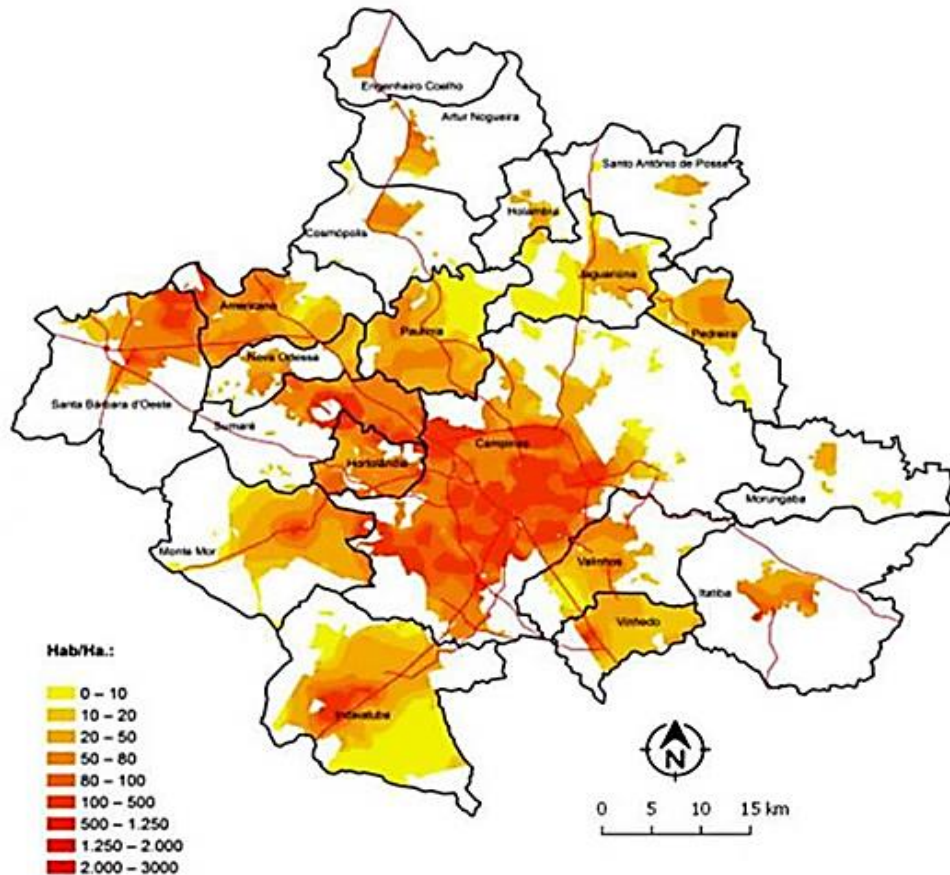 Engenheiro Coelho
Artur Nogueira
Santo Antônio de Posse
Holambra
Cosmópolis
Jaguariúna
Americana
Paulínia
Pedreira
Nova Odessa
Santa Bárbara d'Oeste
Sumaré
Campinas
Hortolândia
Morungaba
Monte Mor
Valinhos
Itatiba
Vinhedo
Indaiatuba
Hab/Ha.:
0 – 10
10 – 20
20 – 50
50 – 80
80 – 100
100 – 500
500 – 1.250
1.250 – 2.000
2.000 – 3000
N
0 5 10 15 km